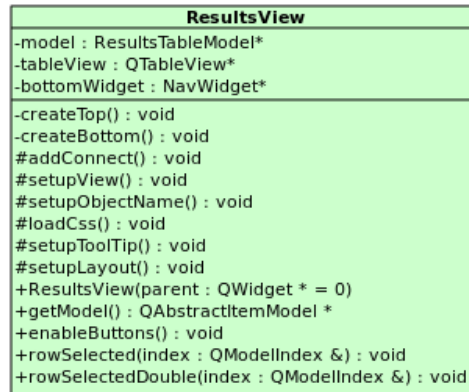 ResultsView
-model : ResultsTableModel*
-tableView : QTableView*
-bottomWidget : NavWidget*
-createTop() : void
-createBottom() : void
#addConnect() : void
#setupView() : void
#setupObjectName() : void
#loadCss() : void
#setupToolTip() : void
#setupLayout() : void
+ResultsView(parent : QWidget * = 0)
+getModel() : QAbstractItemModel *
+enableButtons() : void
+rowSelected(index : QModelIndex &) : void
+rowSelectedDouble(index : QModelIndex &) : void